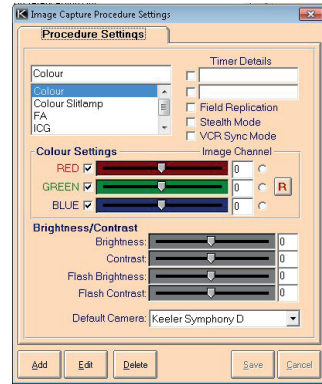 Image Capture Procedure Settings
Procedure Settings
Timer Details
Colour
Colour
Colour Slitlamp
FA
ICG
Field Replication
Stealth Mode
VCR Sync Mode
Colour Settings
Image Channel
RED 0
GREEN 0 R
BLUE 0
Brightness/Contrast
Brightness: 0
Contrast: 0
Flash Brightness: 0
Flash Contrast: 0
Default Camera: Keeler Symphony D
Add Edit Delete Save Cancel